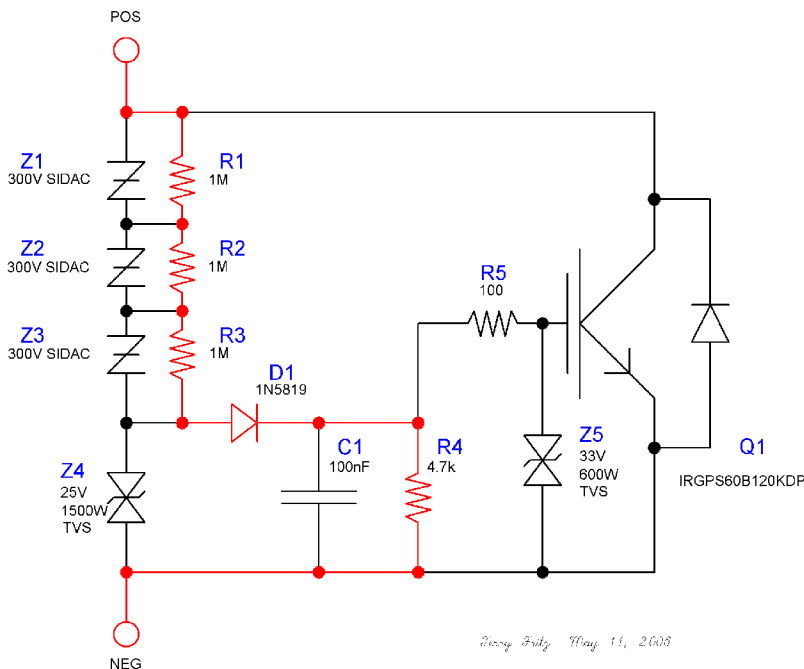 POS
Z1
300V SIDAC
R1
1M
Z2
300V SIDAC
R2
1M
Z3
300V SIDAC
R3
1M
D1
1N5819
R5
100
Z4
25V
1500W
TVS
C1
100nF
R4
4.7k
Z5
33V
600W
TVS
Q1
IRGPS60B120KDP
Terry Fritz May 11, 2006
NEG